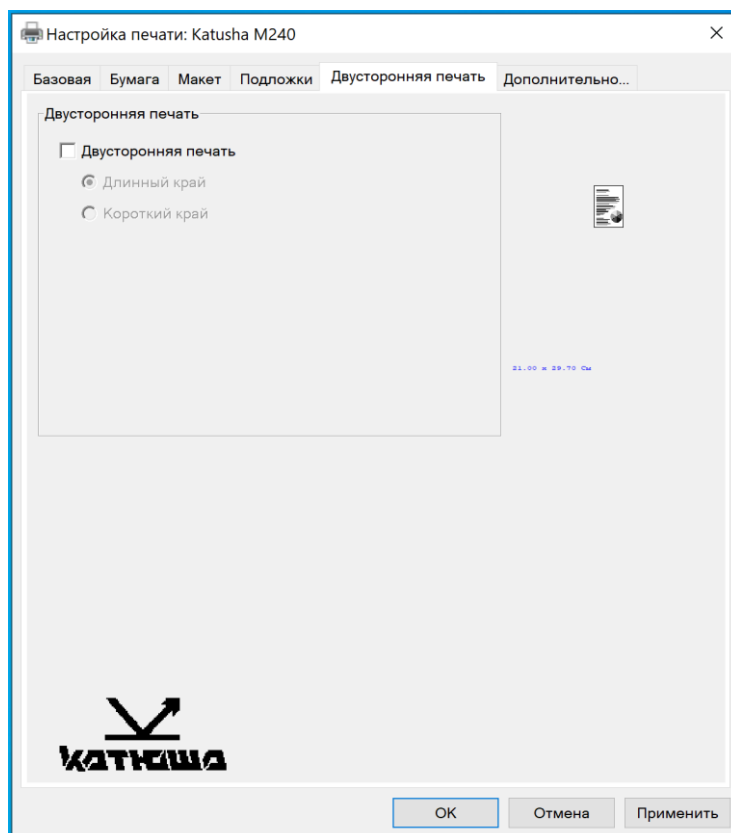 Настройка печати: Katusha M240
Базовая Бумага Макет Подложки Двусторонняя печать Дополнительно...
Двусторонняя печать
Двусторонняя печать
Длинный край
Короткий край
21.00 x 29.70 См
катюша
ОК Отмена Применить